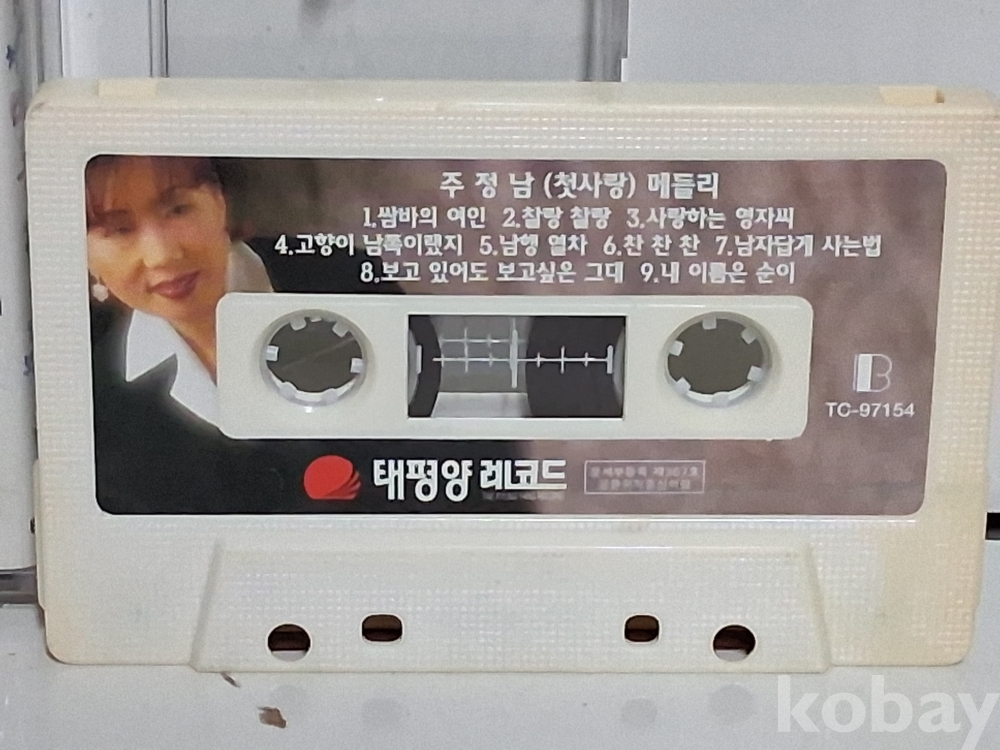 주 정 남 (첫사랑) 메들리
1.쌈바의 여인 2.찰랑 찰랑 3.사랑하는 영자씨
4.고향이 남쪽이랬지 5.남행 열차 6.찬 찬 찬 7.남자답게 사는법
8.보고 있어도 보고싶은 그대 9.내 이름은 순이
B
TC-97154
태평양 레코드
kobay